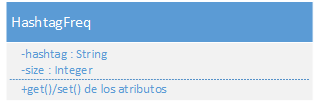 HashtagFreq
-hashtag : String
-size : Integer
+get()/set() de los atributos